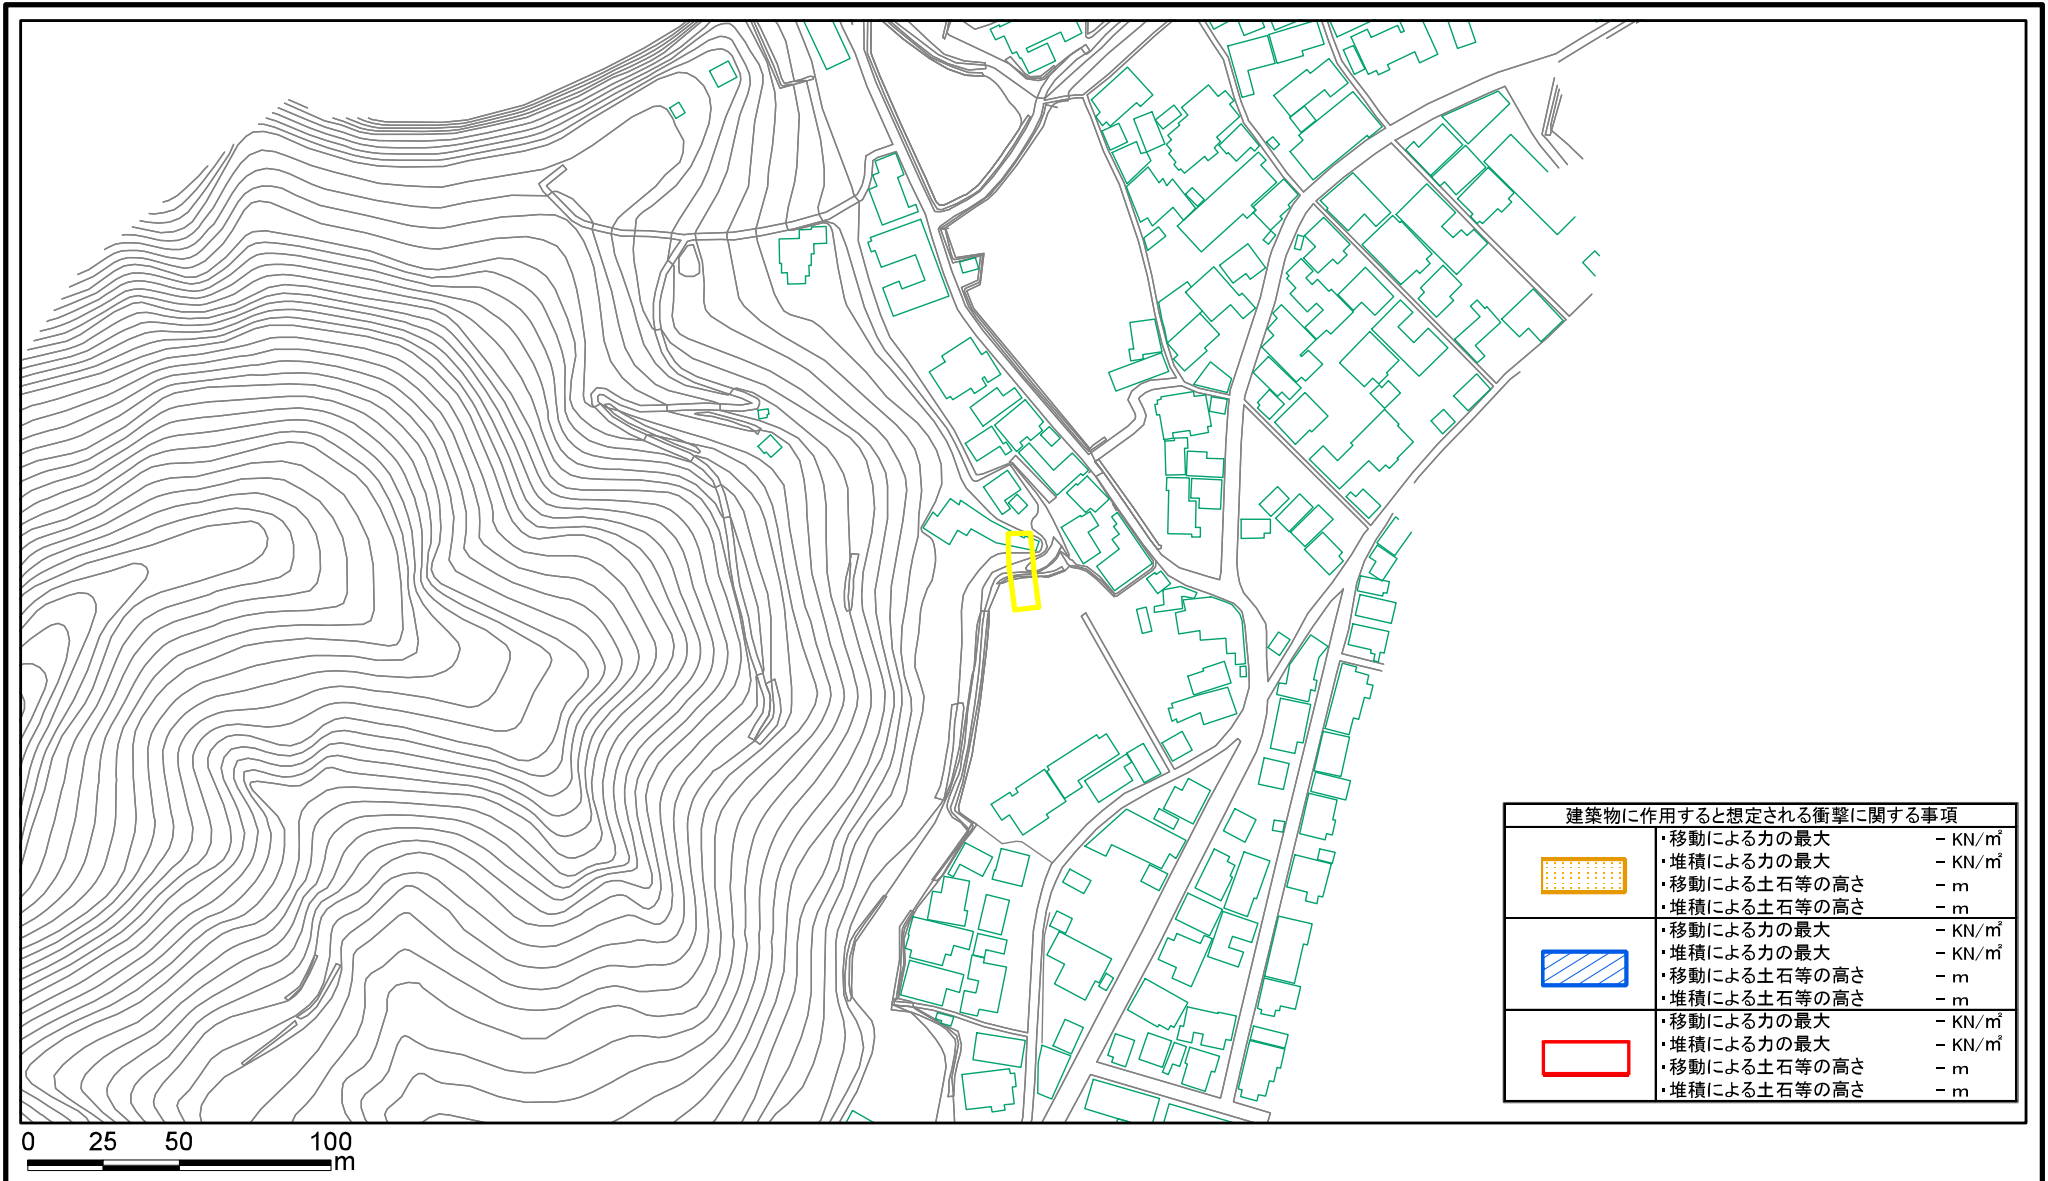 建築物に作用すると想定される衝撃に関する事項
・移動による力の最大 － KN/㎡
・堆積による力の最大 － KN/㎡
・移動による土石等の高さ － m
・堆積による土石等の高さ － m
・移動による力の最大 － KN/㎡
・堆積による力の最大 － KN/㎡
・移動による土石等の高さ － m
・堆積による土石等の高さ － m
・移動による力の最大 － KN/㎡
・堆積による力の最大 － KN/㎡
・移動による土石等の高さ － m
・堆積による土石等の高さ － m
0 25 50 100
m